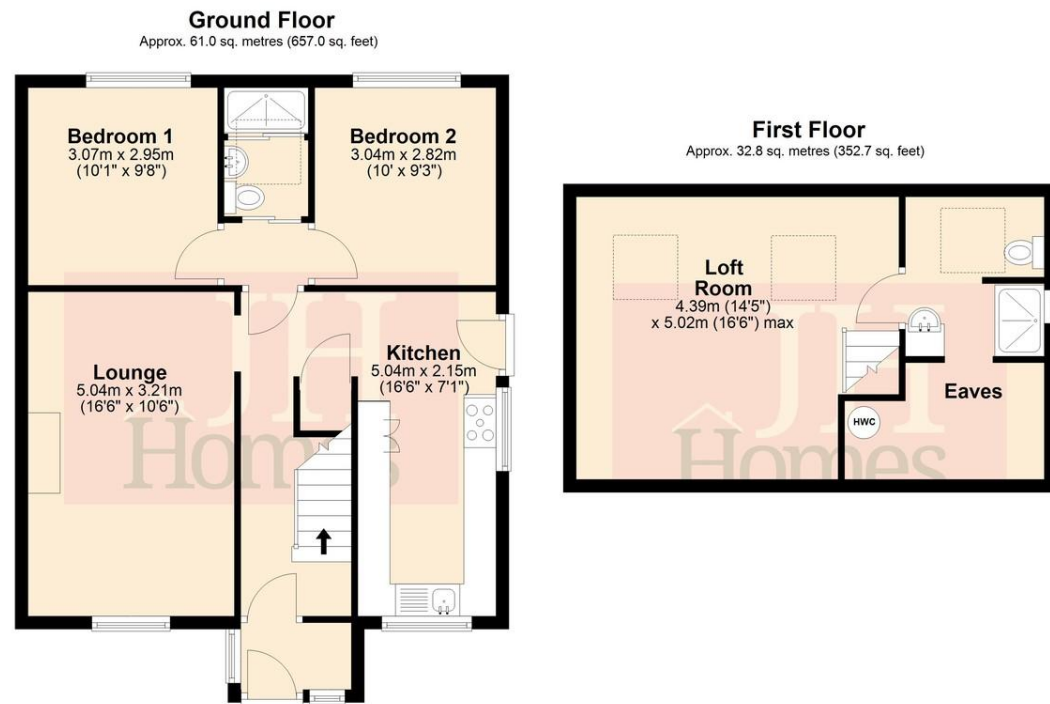 Ground Floor
Approx. 61.0 sq. metres (657.0 sq. feet)
Bedroom 1
3.07m x 2.95m
(10'1" x 9'8")
Bedroom 2
3.04m x 2.82m
(10' x 9'3")
Lounge
5.04m x 3.21m
(16'6" x 10'6")
Kitchen
5.04m x 2.15m
(16'6" x 7'1")
JH
Homes
First Floor
Approx. 32.8 sq. metres (352.7 sq. feet)
Loft
Room
4.39m (14'5")
x 5.02m (16'6") max
Eaves
HWC
JH
Homes